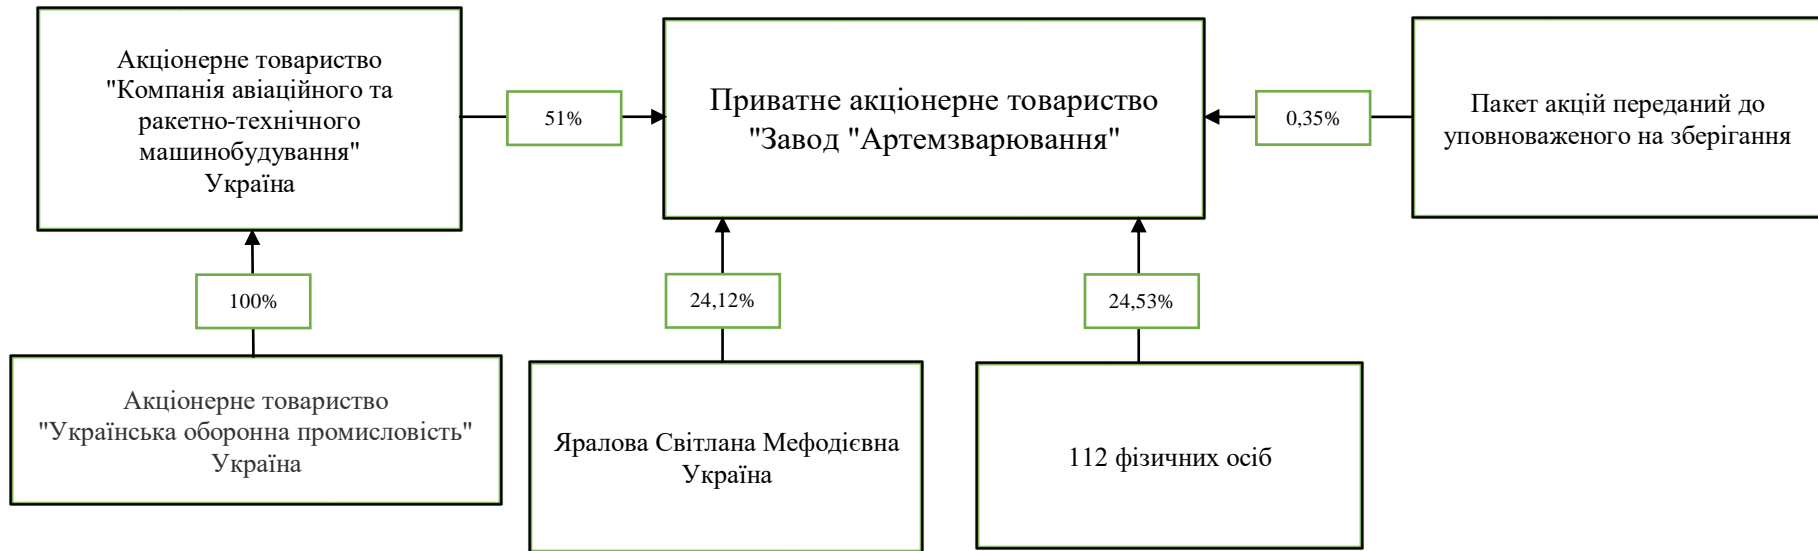 Акціонерне товариство
"Компанія авіаційного та
ракетно-технічного
машинобудування"
Україна
51%
Приватне акціонерне товариство
"Завод "Артемзварювання"
0,35%
Пакет акцій переданий до
уповноваженого на зберігання
100%
24,12%
24,53%
Акціонерне товариство
"Українська оборонна промисловість"
Україна
Яралова Світлана Мефодієвна
Україна
112 фізичних осіб